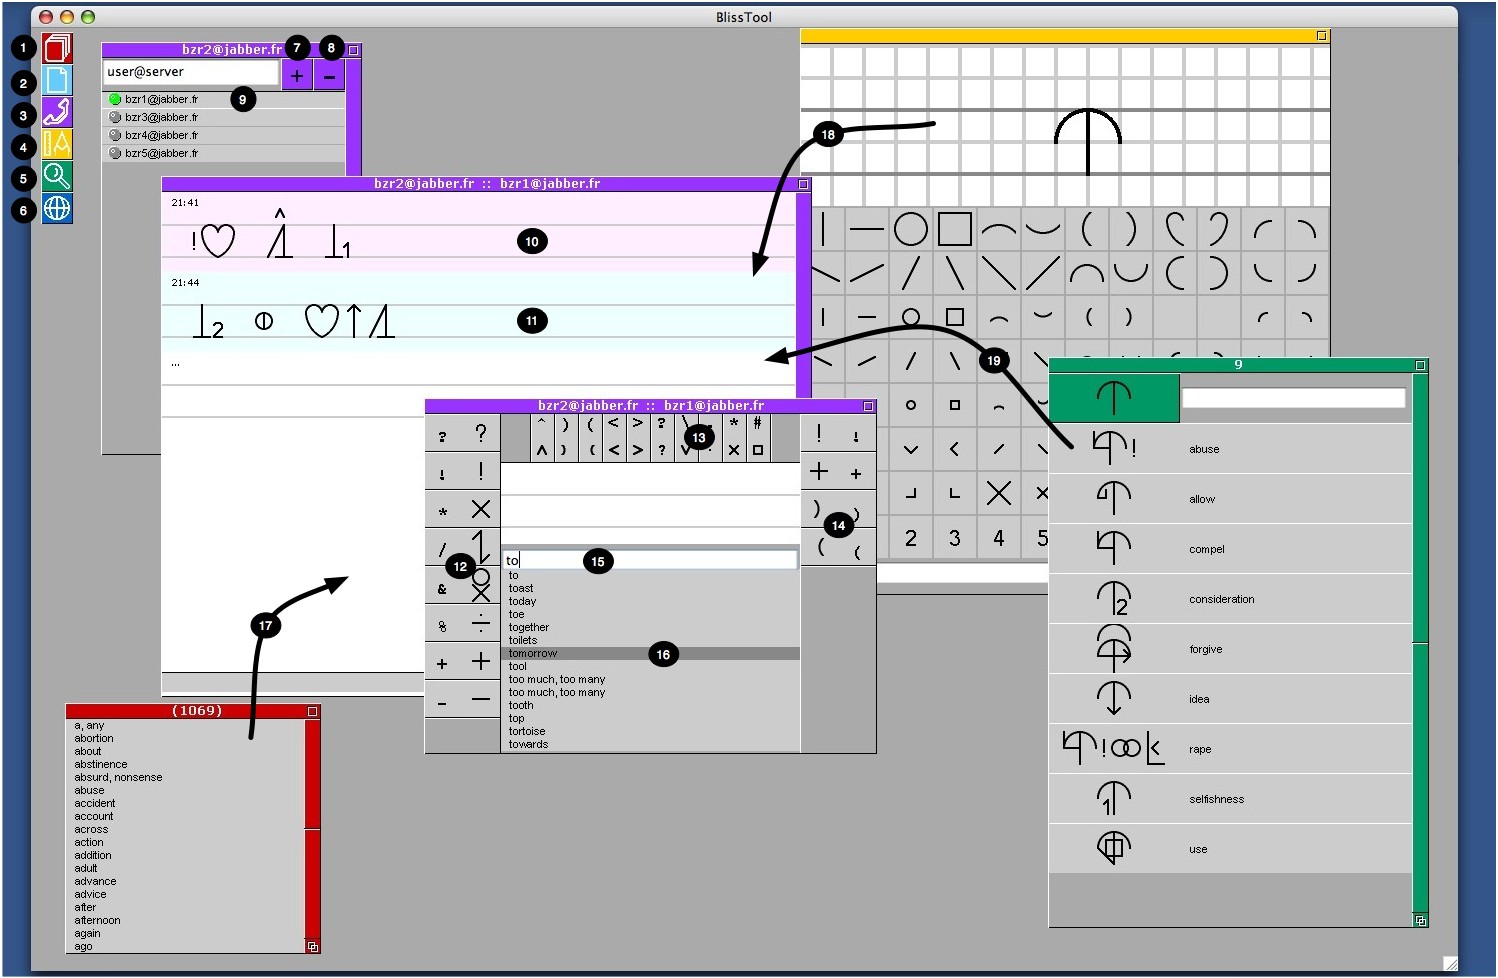 BlissTool
1
2
3
4
5
6
bzr2@jabber.fr
7
8
user@server
+
-
9
bzr1@jabber.fr
bzr3@jabber.fr
bzr4@jabber.fr
bzr5@jabber.fr
bzr2@jabber.fr :: bzr1@jabber.fr
21:41
! 1
10
21:44
2
11
...
18
19
17
bzr2@jabber.fr :: bzr1@jabber.fr
? ?
! !
* ×
/
& 
% ÷
+ +
- —
12
^ ) ( < > ? \ * #
^ ) ( < > ? v ×
13
! !
+ +
) )
( (
14
to
15
to
toast
today
toe
together
toilets
tomorrow
16
tool
too much, too many
too much, too many
tooth
top
tortoise
towards
2 3 4 5
(1069)
a, any
abortion
about
abstinence
absurd, nonsense
abuse
accident
account
across
action
addition
adult
advance
advice
after
afternoon
again
ago
9
! abuse
allow
compel
2 consideration
forgive
idea
! rape
1 selfishness
use